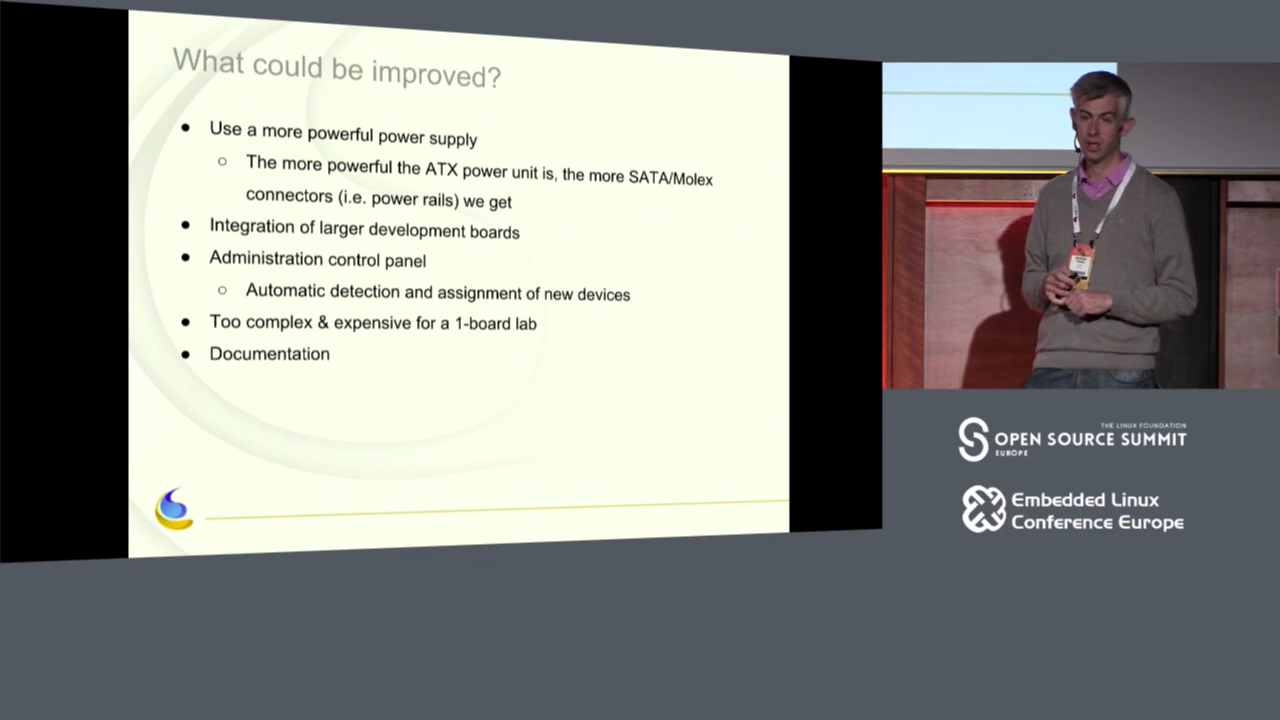 What could be improved?
● Use a more powerful power supply
○ The more powerful the ATX power unit is, the more SATA/Molex
connectors (i.e. power rails) we get
● Integration of larger development boards
● Administration control panel
○ Automatic detection and assignment of new devices
● Too complex & expensive for a 1-board lab
● Documentation
THE LINUX FOUNDATION
OPEN SOURCE SUMMIT
EUROPE
Embedded Linux
Conference Europe